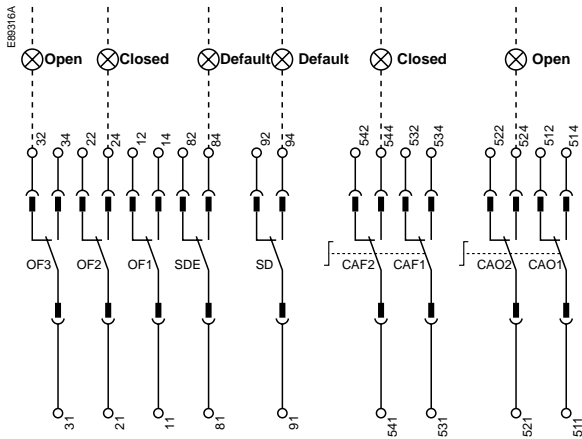 E89316A
Open Closed Default Default Closed Open
32 34 22 24 12 14 82 84 92 94 542 544 532 534 522 524 512 514
OF3 OF2 OF1 SDE SD CAF2 CAF1 CAO2 CAO1
31 21 11 81 91 541 531 521 511